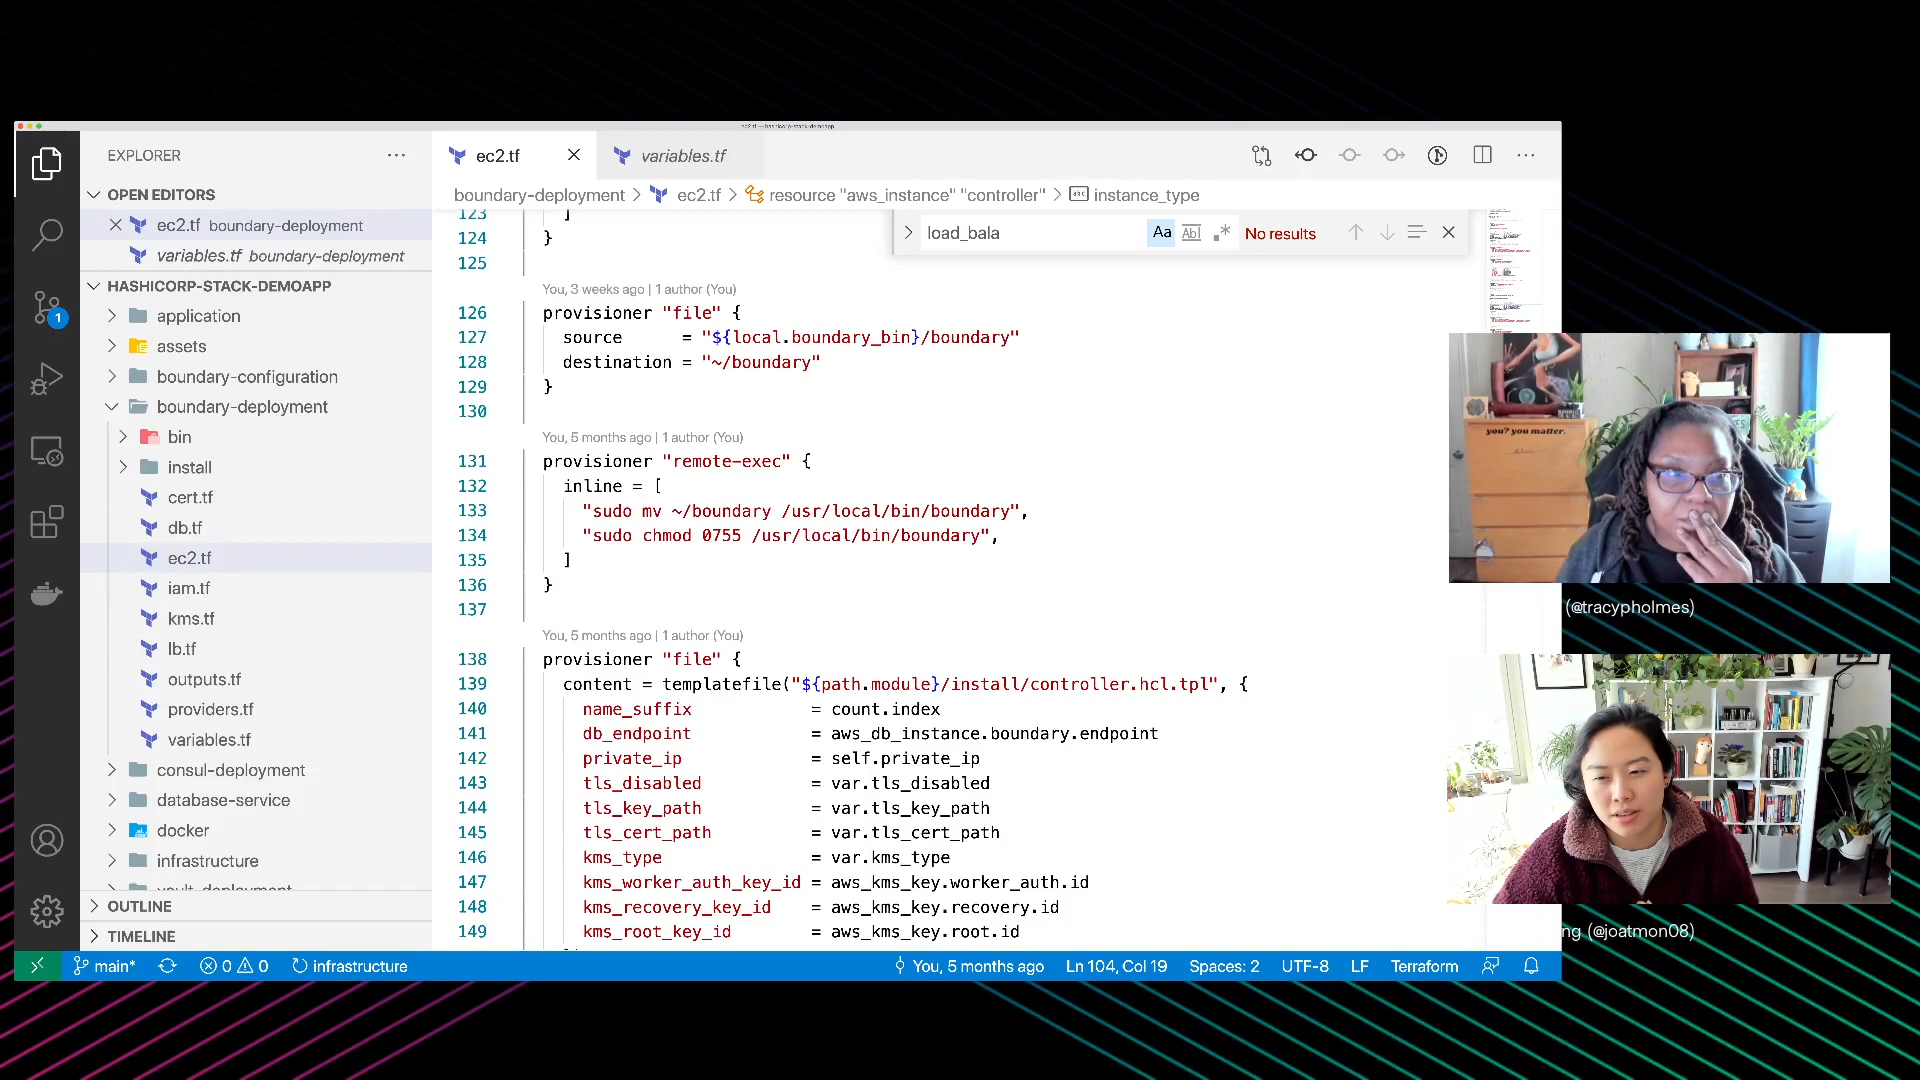 ec2.tf — hashicorp-stack-demoapp
EXPLORER
OPEN EDITORS
ec2.tf boundary-deployment
variables.tf boundary-deployment
HASHICORP-STACK-DEMOAPP
application
assets
boundary-configuration
boundary-deployment
bin
install
cert.tf
db.tf
ec2.tf
iam.tf
kms.tf
lb.tf
outputs.tf
providers.tf
variables.tf
consul-deployment
database-service
docker
infrastructure
vault-deployment
OUTLINE
TIMELINE
1
ec2.tf
variables.tf
boundary-deployment > ec2.tf > resource "aws_instance" "controller" > instance_type
load_bala
Aa
Abl
No results
123 ]
124 }
125
You, 3 weeks ago | 1 author (You)
126 provisioner "file" {
127 source = "${local.boundary_bin}/boundary"
128 destination = "~/boundary"
129 }
130
You, 5 months ago | 1 author (You)
131 provisioner "remote-exec" {
132 inline = [
133 "sudo mv ~/boundary /usr/local/bin/boundary",
134 "sudo chmod 0755 /usr/local/bin/boundary",
135 ]
136 }
137
You, 5 months ago | 1 author (You)
138 provisioner "file" {
139 content = templatefile("${path.module}/install/controller.hcl.tpl", {
140 name_suffix = count.index
141 db_endpoint = aws_db_instance.boundary.endpoint
142 private_ip = self.private_ip
143 tls_disabled = var.tls_disabled
144 tls_key_path = var.tls_key_path
145 tls_cert_path = var.tls_cert_path
146 kms_type = var.kms_type
147 kms_worker_auth_key_id = aws_kms_key.worker_auth.id
148 kms_recovery_key_id = aws_kms_key.recovery.id
149 kms_root_key_id = aws_kms_key.root.id
main*
0 0
infrastructure
You, 5 months ago
Ln 104, Col 19
Spaces: 2
UTF-8
LF
Terraform
you? you matter.
(@tracypholmes)
ng (@joatmon08)